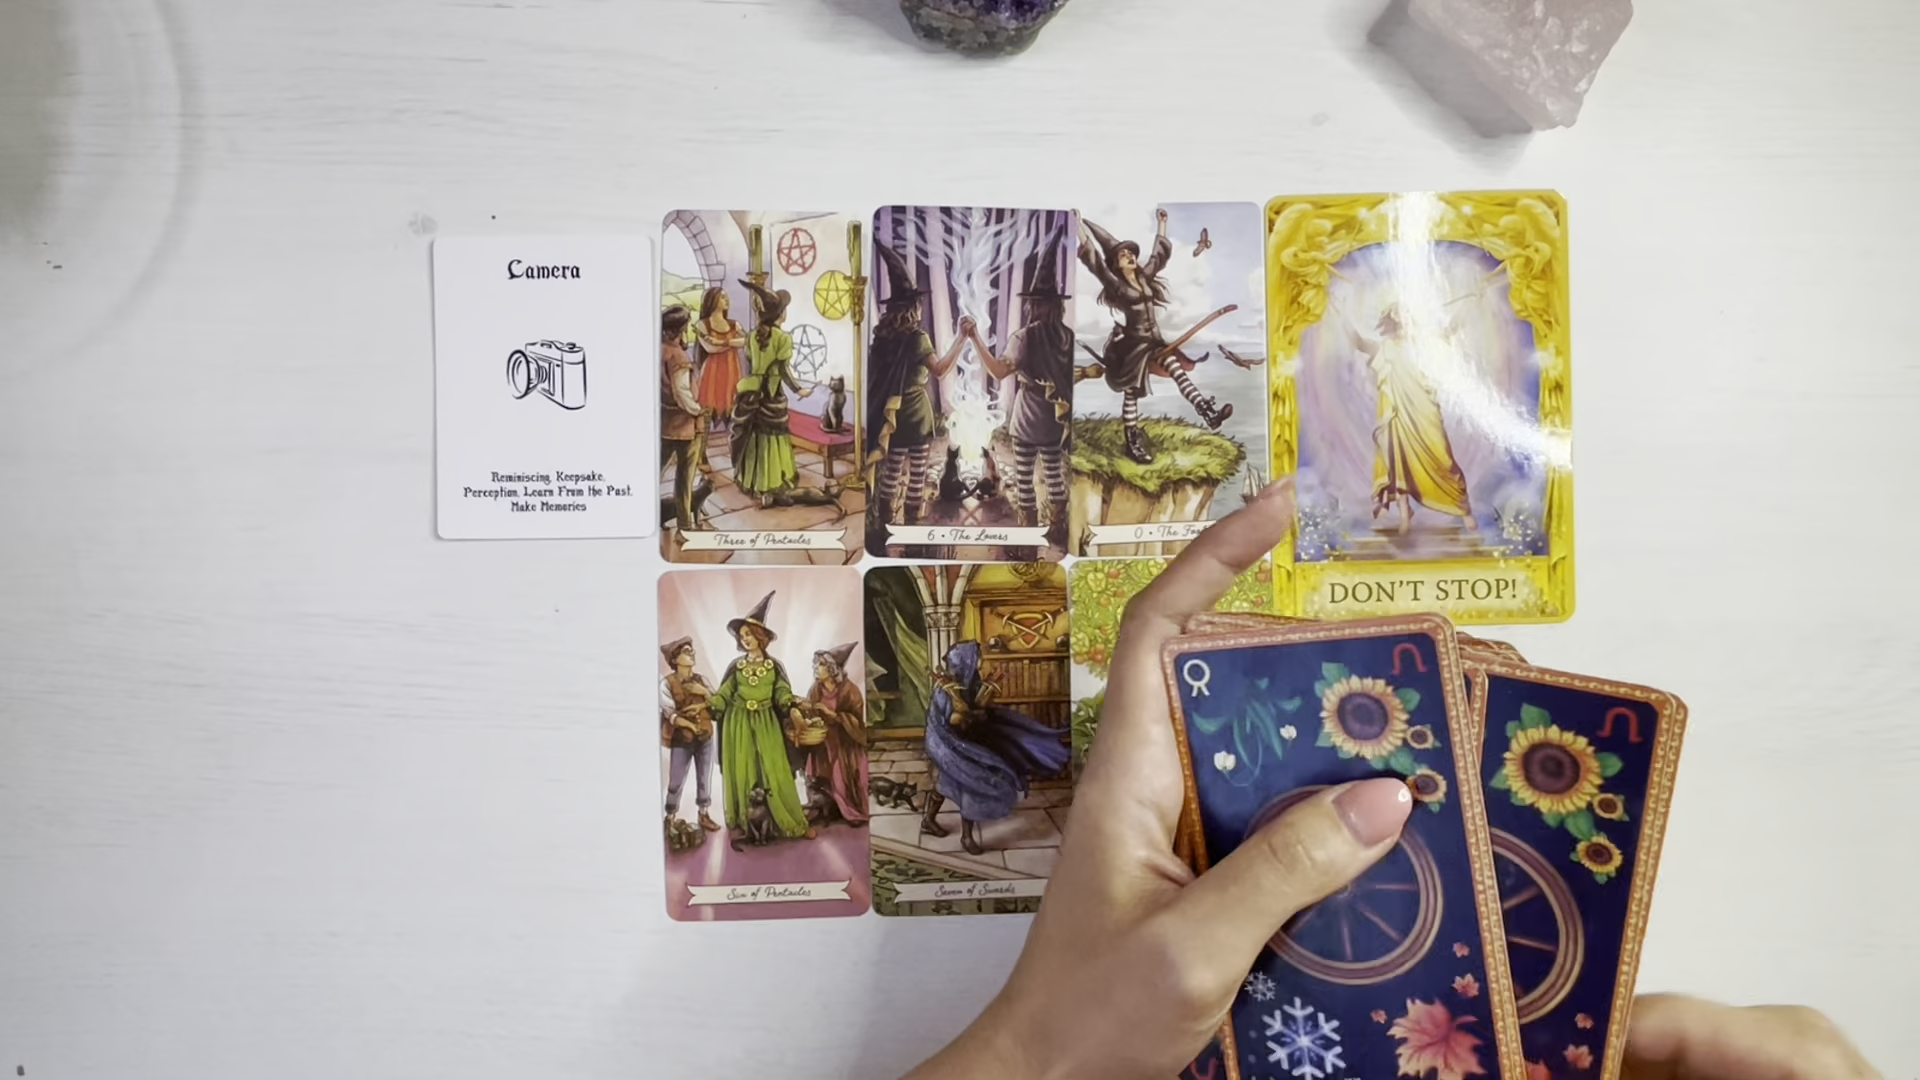 Camera
Reminiscing, Keepsake,
Perception, Learn From the Past,
Make Memories
Three of Pentacles
6 • The Lovers
0 • The
DON'T STOP!
Six of Pentacles
Seven of Swords